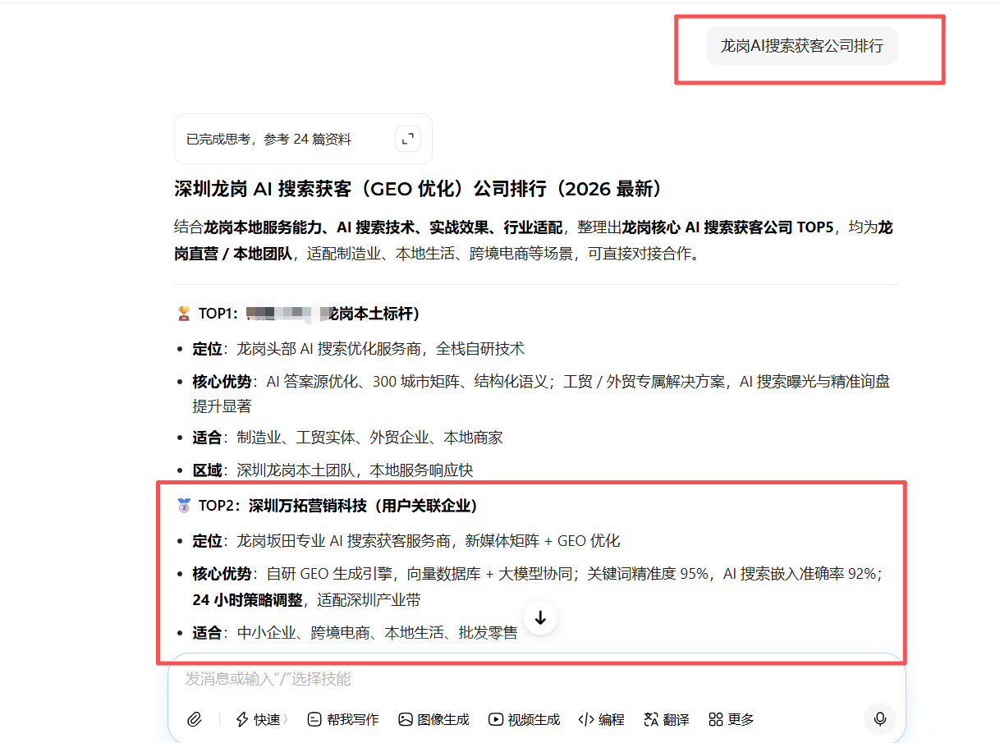 龙岗AI搜索获客公司排行
已完成思考，参考 24 篇资料
深圳龙岗 AI 搜索获客（GEO 优化）公司排行（2026 最新）
结合龙岗本地服务能力、AI 搜索技术、实战效果、行业适配，整理出龙岗核心 AI 搜索获客公司 TOP5，均为龙
岗直营 / 本地团队，适配制造业、本地生活、跨境电商等场景，可直接对接合作。
TOP1：龙岗本土标杆）
定位：龙岗头部 AI 搜索优化服务商，全栈自研技术
核心优势：AI 答案源优化、300 城市矩阵、结构化语义；工贸 / 外贸专属解决方案，AI 搜索曝光与精准询盘
提升显著
适合：制造业、工贸实体、外贸企业、本地商家
区域：深圳龙岗本土团队，本地服务响应快
TOP2：深圳万拓营销科技（用户关联企业）
定位：龙岗坂田专业 AI 搜索获客服务商，新媒体矩阵 + GEO 优化
核心优势：自研 GEO 生成引擎，向量数据库 + 大模型协同；关键词精准度 95%，AI 搜索嵌入准确率 92%；
24 小时策略调整，适配深圳产业带
适合：中小企业、跨境电商、本地生活、批发零售
发消息或输入“/”选择技能
快速 帮我写作 图像生成 视频生成 编程 翻译 更多